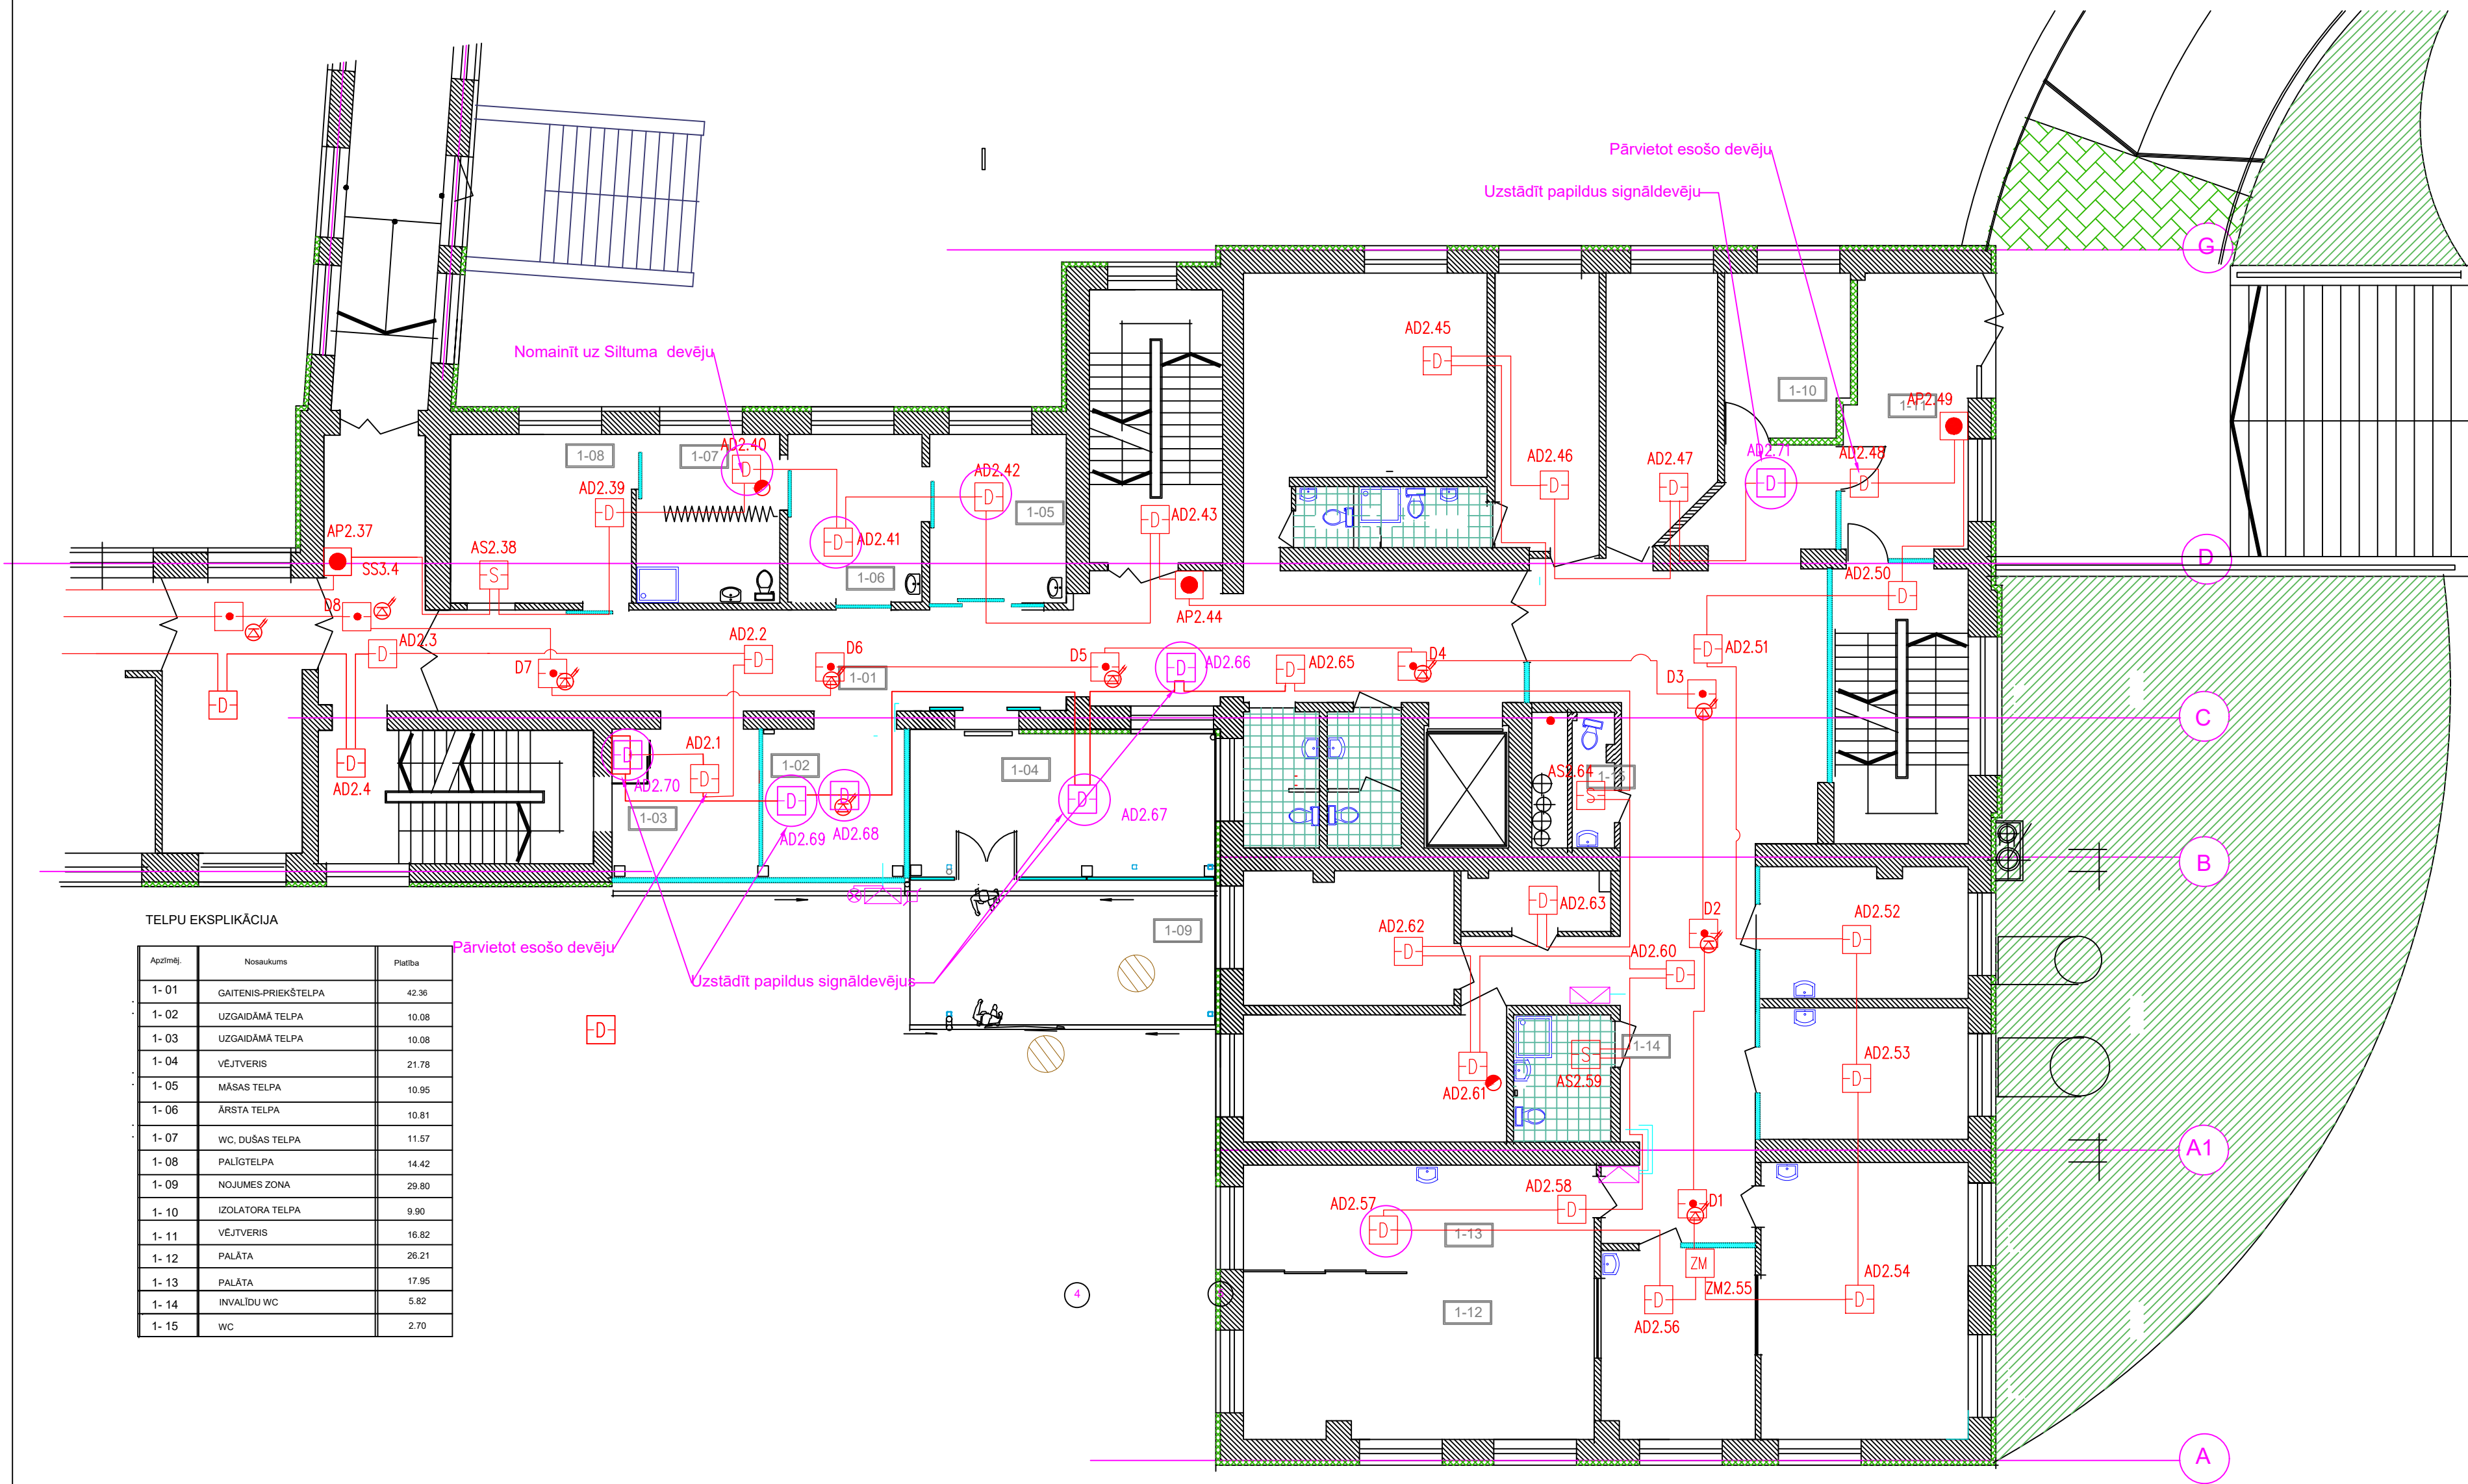 Pārvietot esošo devēju
Uzstādīt papildus signāldevēju
G
Nomainīt uz Siltuma devēju
AD2.45
1-10
1-11
AP2.49
1-08
1-07
AD2.40
AD2.42
AD2.46
AD2.47
AD2.71
AD2.48
D
D
D
D
D
D
D
AD2.39
D
1-05
D
AD2.43
AP2.37
AD2.41
D
SS3.4
AS2.38
S
1-06
D
AD2.50
D
D8
AP2.44
AD2.3
D
D7
AD2.2
D
D6
1-01
D5
D
AD2.66
D
AD2.65
D4
D
AD2.51
D3
D
C
D
AD2.4
D
AD2.70
AD2.1
D
1-03
1-02
D
AD2.69
D
AD2.68
1-04
D
AD2.67
AS2.64
S
1-15
B
TELPU EKSPLIKĀCIJA
Pārvietot esošo devēju
Uzstādīt papildus signāldevējus
1-09
AD2.62
D
D
AD2.63
AD2.60
D
D2
AD2.52
D
Apzīmēj. Nosaukums Platība
1- 01 GAITENIS-PRIEKŠTELPA 42.36
1- 02 UZGAIDĀMĀ TELPA 10.08
1- 03 UZGAIDĀMĀ TELPA 10.08
1- 04 VĒJTVERIS 21.78
1- 05 MĀSAS TELPA 10.95
1- 06 ĀRSTA TELPA 10.81
1- 07 WC, DUŠAS TELPA 11.57
1- 08 PALĪGTELPA 14.42
1- 09 NOJUMES ZONA 29.80
1- 10 IZOLATORA TELPA 9.90
1- 11 VĒJTVERIS 16.82
1- 12 PALĀTA 26.21
1- 13 PALĀTA 17.95
1- 14 INVALĪDU WC 5.82
1- 15 WC 2.70
D
D
AD2.61
S
AS2.59
1-14
D
AD2.53
A1
AD2.57
D
AD2.58
D
1-13
D1
ZM
ZM2.55
AD2.54
D
D
AD2.56
4
1-12
A